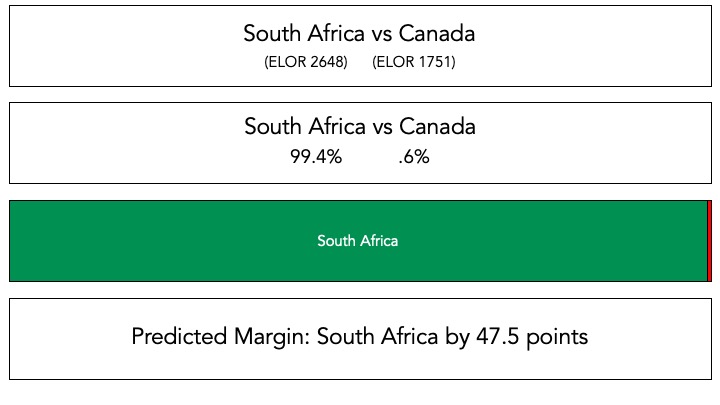 South Africa vs Canada
(ELOR 2648) (ELOR 1751)
South Africa vs Canada
99.4% .6%
South Africa
Predicted Margin: South Africa by 47.5 points